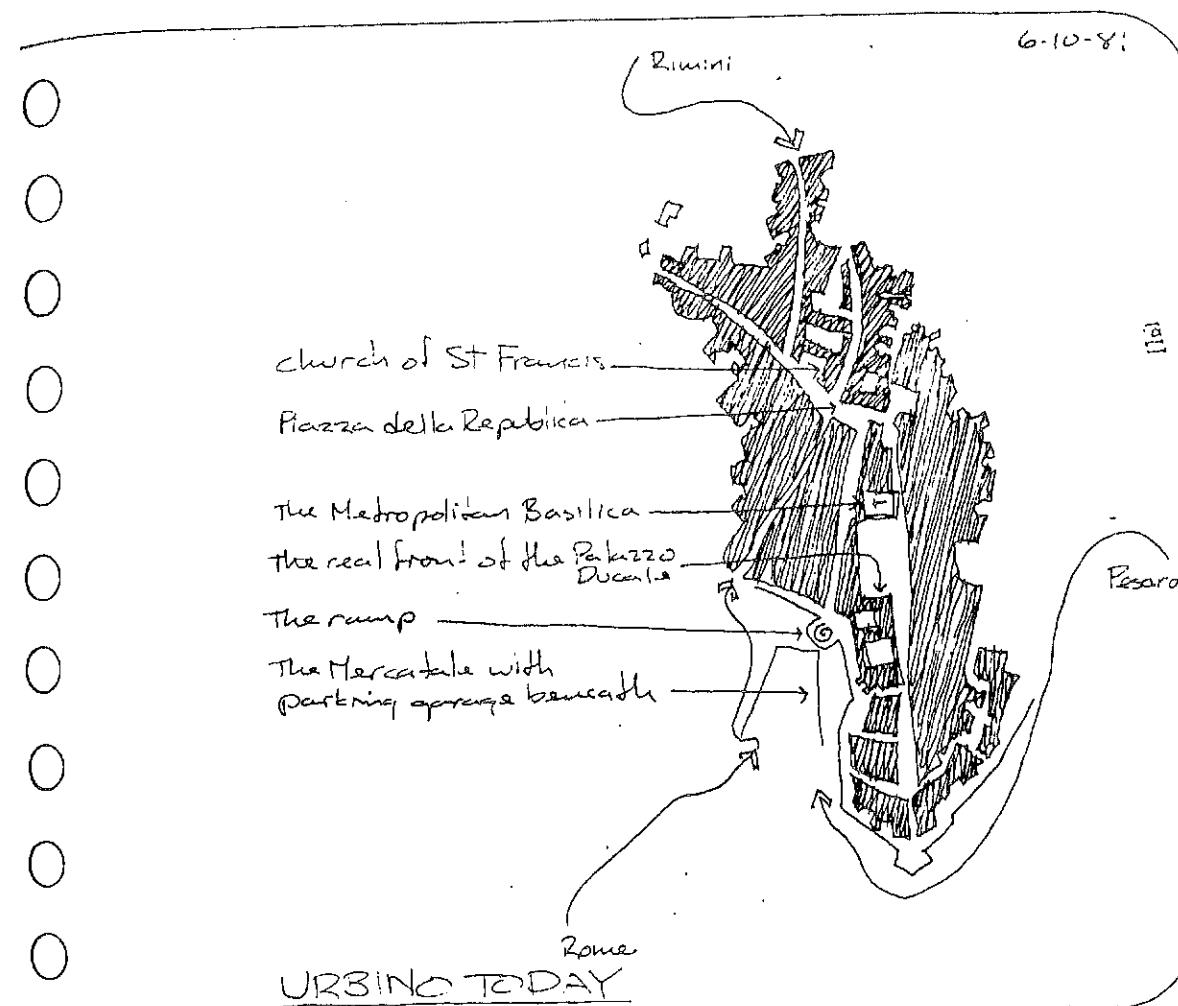 6-10-81
Rimini
church of St Francis
Piazza della Republica
The Metropolitan Basilica
The real front of the Palazzo
Ducale
Pesaro
The ramp
The Mercatale with
parking garage beneath
Rome
URBINO TODAY